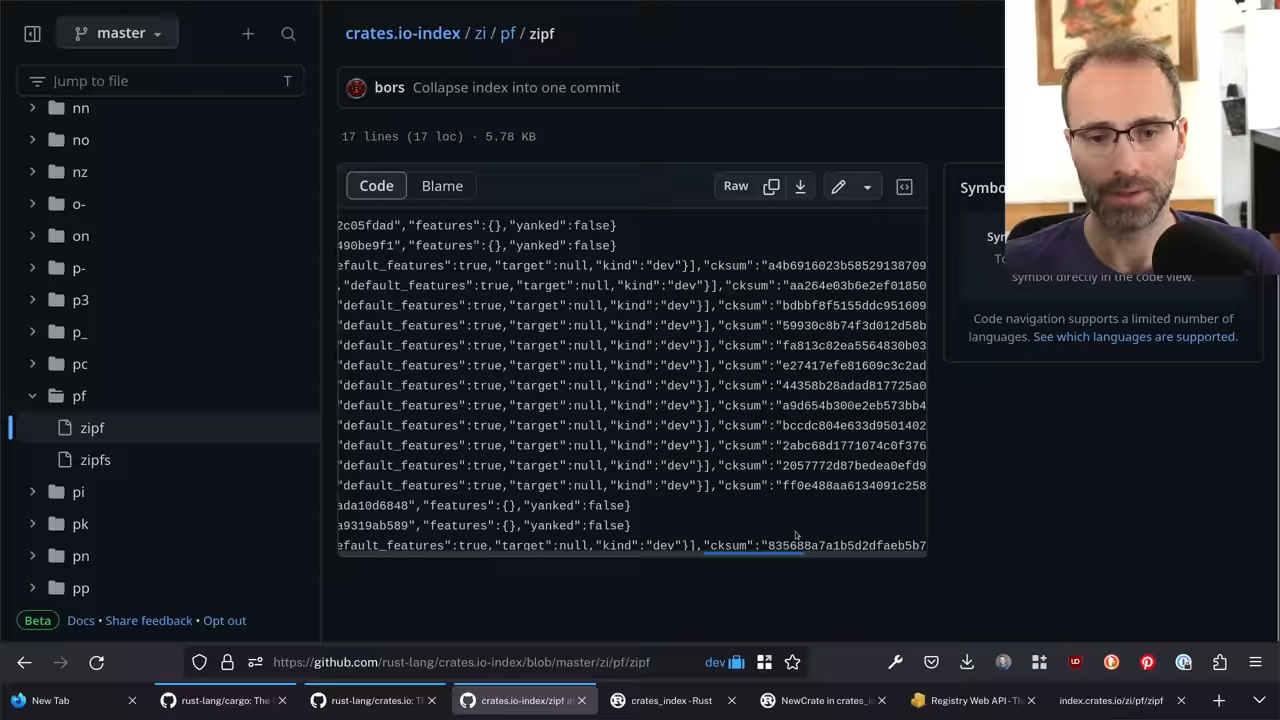 master
crates.io-index / zi / pf / zipf
Jump to file
T
nn
no
nz
o-
on
p-
p3
p_
pc
pf
zipf
zipfs
pi
pk
pn
pp
Beta Docs • Share feedback • Opt out
bors Collapse index into one commit
17 lines (17 loc) · 5.78 KB
Code Blame Raw
2c05fdad","features":{},"yanked":false}
490be9f1","features":{},"yanked":false}
efault_features":true,"target":null,"kind":"dev"}],"cksum":"a4b6916023b58529138709
,"default_features":true,"target":null,"kind":"dev"}],"cksum":"aa264e03b6e2ef01850
"default_features":true,"target":null,"kind":"dev"}],"cksum":"bdbbf8f5155ddc951609
"default_features":true,"target":null,"kind":"dev"}],"cksum":"59930c8b74f3d012d58b
"default_features":true,"target":null,"kind":"dev"}],"cksum":"fa813c82ea5564830b03
"default_features":true,"target":null,"kind":"dev"}],"cksum":"e27417efe81609c3c2ad
"default_features":true,"target":null,"kind":"dev"}],"cksum":"44358b28adad817725a0
"default_features":true,"target":null,"kind":"dev"}],"cksum":"a9d654b300e2eb573bb4
"default_features":true,"target":null,"kind":"dev"}],"cksum":"bccdc804e633d9501402
"default_features":true,"target":null,"kind":"dev"}],"cksum":"2abc68d1771074c0f376
"default_features":true,"target":null,"kind":"dev"}],"cksum":"2057772d87bedea0efd9
"default_features":true,"target":null,"kind":"dev"}],"cksum":"ff0e488aa6134091c258
ada10d6848","features":{},"yanked":false}
a9319ab589","features":{},"yanked":false}
efault_features":true,"target":null,"kind":"dev"}],"cksum":"835688a7a1b5d2dfaeb5b7
Symbo
Syr
To
symbol directly in the code view.
Code navigation supports a limited number of
languages. See which languages are supported.
https://github.com/rust-lang/crates.io-index/blob/master/zi/pf/zipf
dev
New Tab
rust-lang/cargo: The
rust-lang/crates.io: T
crates.io-index/zipf a
crates_index - Rust
NewCrate in crates_i
Registry Web API - Th
index.crates.io/zi/pf/zipf